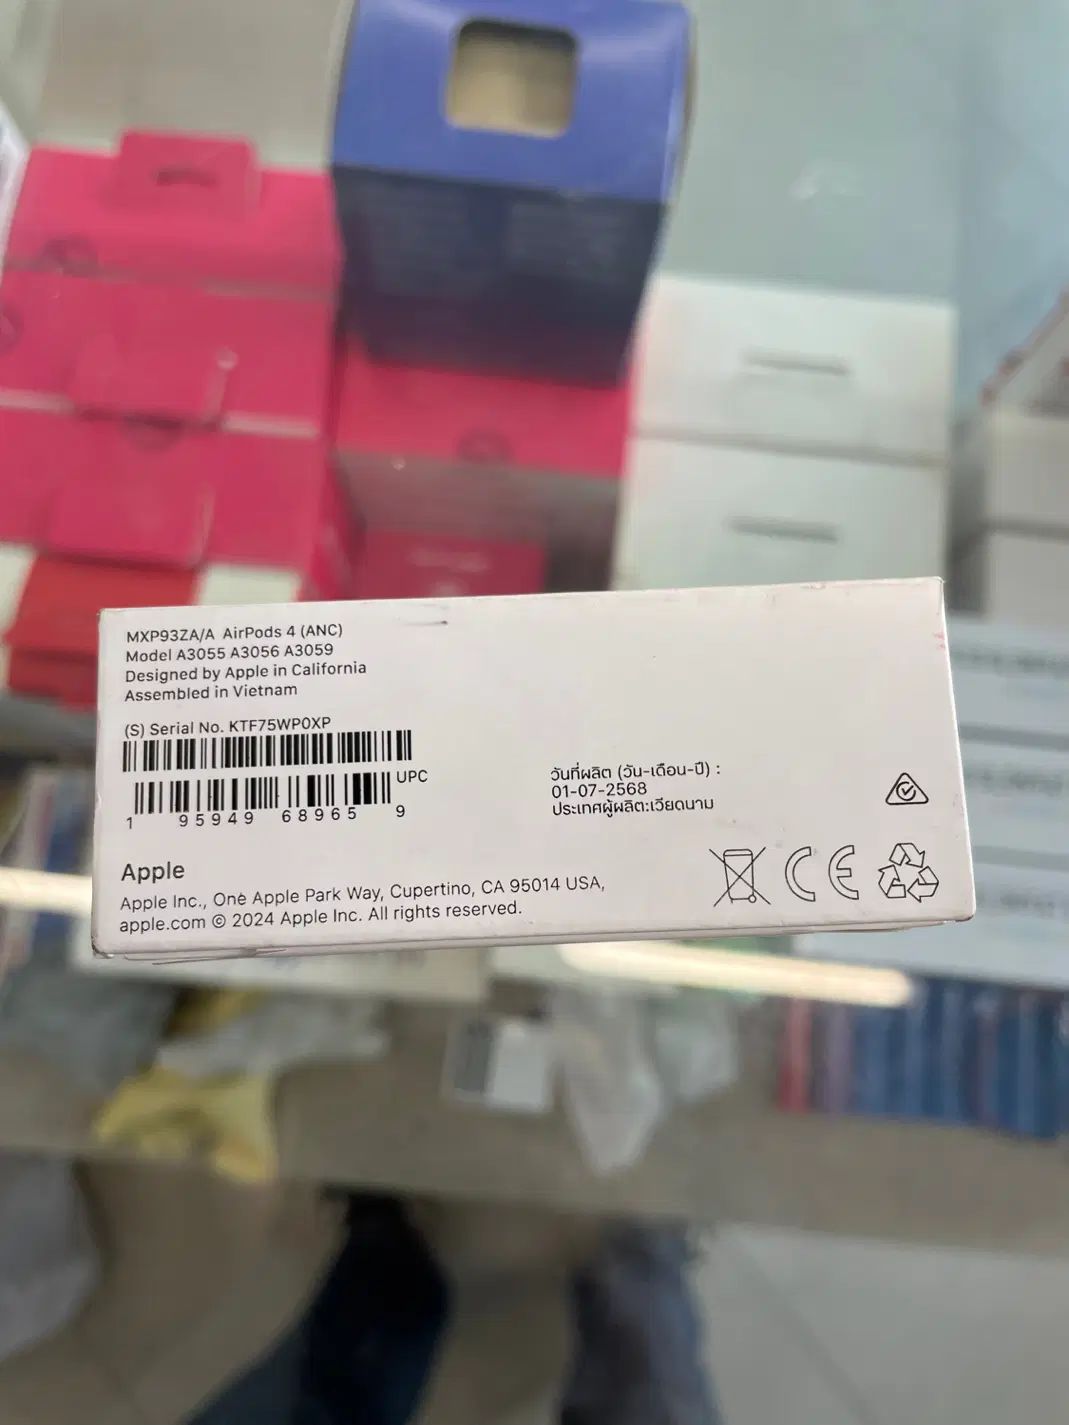 MXP93ZA/A AirPods 4 (ANC)
Model A3055 A3056 A3059
Designed by Apple in California
Assembled in Vietnam
(S) Serial No. KTF75WP0XP
UPC
1 95949 68965 9
วันที่ผลิต (วัน-เดือน-ปี) :
01-07-2568
ประเทศผู้ผลิต:เวียดนาม
Apple
Apple Inc., One Apple Park Way, Cupertino, CA 95014 USA,
apple.com © 2024 Apple Inc. All rights reserved.
CE